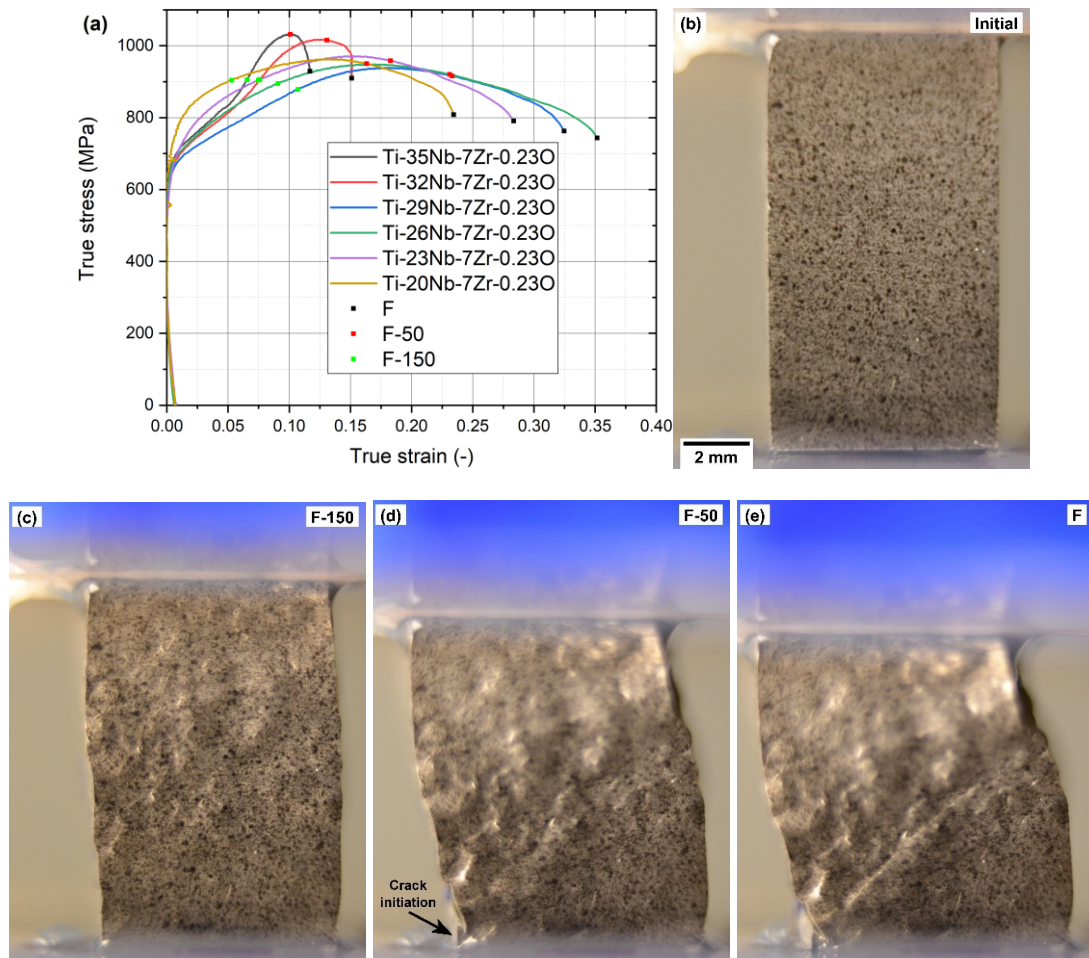 (a)
True stress (MPa)
1000
800
600
400
200
0
0.00 0.05 0.10 0.15 0.20 0.25 0.30 0.35 0.40
True strain (-)
Ti-35Nb-7Zr-0.23O
Ti-32Nb-7Zr-0.23O
Ti-29Nb-7Zr-0.23O
Ti-26Nb-7Zr-0.23O
Ti-23Nb-7Zr-0.23O
Ti-20Nb-7Zr-0.23O
F
F-50
F-150
(b)
Initial
2 mm
(c)
F-150
(d)
F-50
Crack
initiation
(e)
F